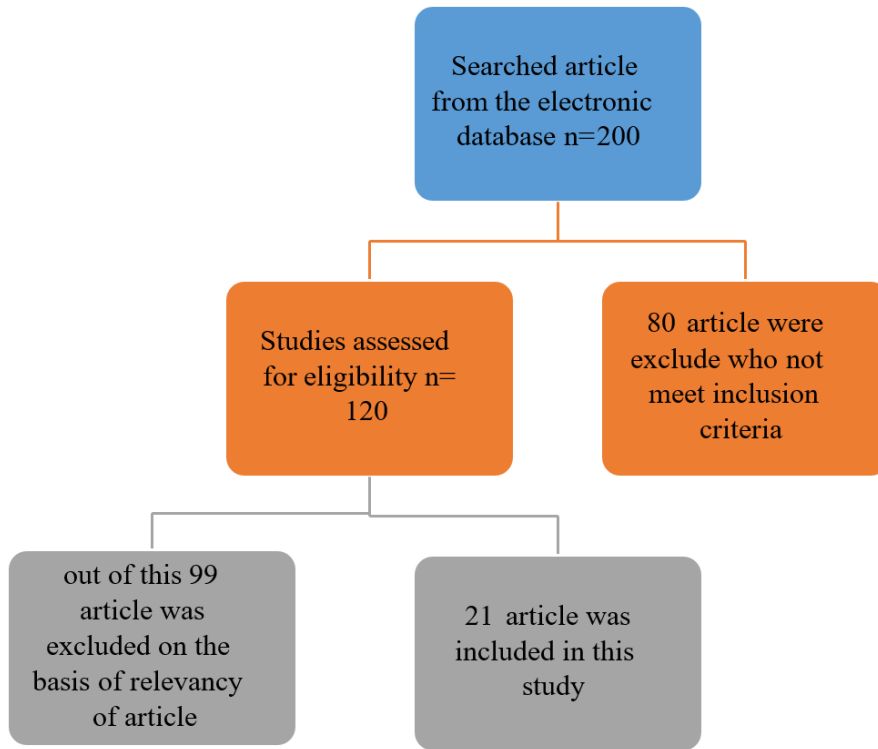 Searched article
from the electronic
database n=200
Studies assessed
for eligibility n=
120
80 article were
exclude who not
meet inclusion
criteria
out of this 99
article was
excluded on the
basis of relevancy
of article
21 article was
included in this
study